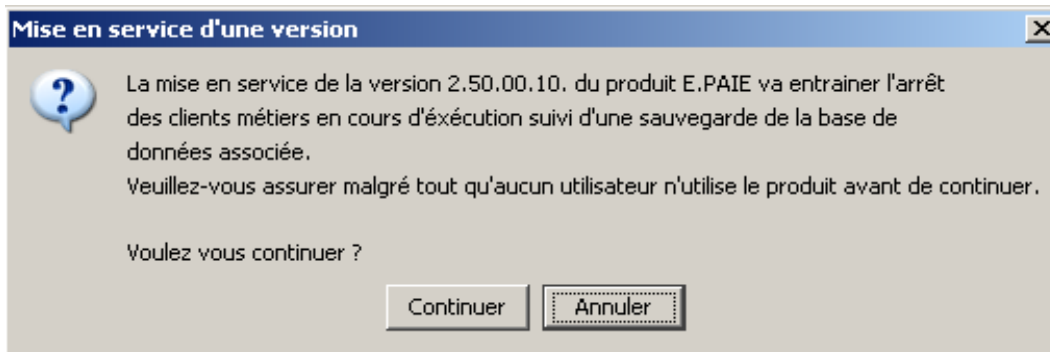 Mise en service d'une version
La mise en service de la version 2.50.00.10. du produit E.PAIE va entrainer l'arrêt
des clients métiers en cours d'éxécution suivi d'une sauvegarde de la base de
données associée.
Veuillez-vous assurer malgré tout qu'aucun utilisateur n'utilise le produit avant de continuer.
Voulez vous continuer ?
Continuer Annuler